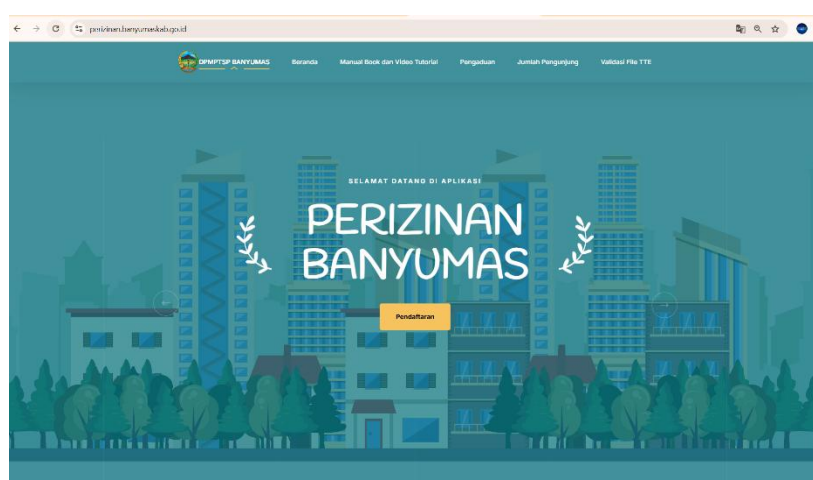 perizinan.banyumaskab.go.id
DPMPTSP BANYUMAS Beranda Manual Book dan Video Tutorial Pengaduan Jumlah Pengunjung Validasi File TTE
SELAMAT DATANG DI APLIKASI
PERIZINAN
BANYUMAS
Pendaftaran